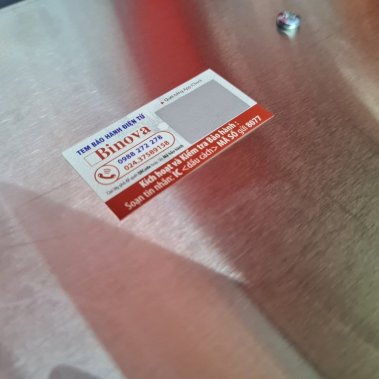 TEM BẢO HÀNH ĐIỆN TỬ
Binova
0988 272 278
024.37589158
Kích hoạt và Kiểm tra Bảo hành :
Soạn tin nhắn: IC <dấu cách> MÃ SỐ gửi 8077